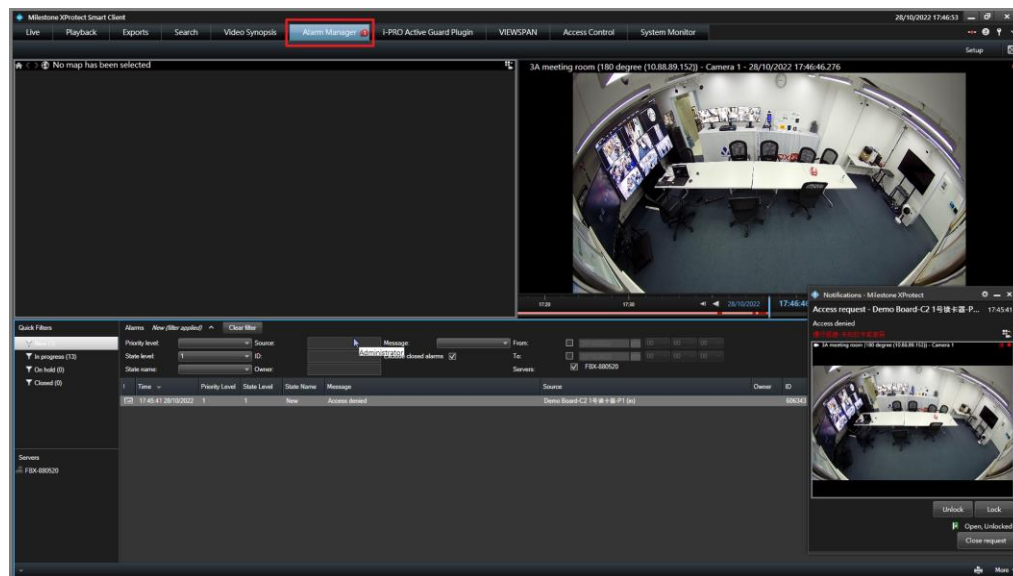 Milestone XProtect Smart Client
28/10/2022 17:46:53
Live Playback Exports Search Video Synopsis Alarm Manager I-PRO Active Guard Plugin VIEWSPAN Access Control System Monitor
Setup
No map has been selected
3A meeting room (180 degree (10.88.89.152)) - Camera 1 - 28/10/2022 17:46:46.276
17:30 28/10/2022 17:46:46
Notifications - Milestone XProtect
Access request - Demo Board-C2 1号读卡器-P... 17:45:41
Access denied
3A meeting room (180 degree (10.88.89.152)) - Camera 1
Quick Filters
New (1)
In progress (13)
On hold (0)
Closed (0)
Alarms New (filter applied) Clear filter
Priority level: Source: Message: From:
State level: 1 ID: closed alarms To:
Administrator
State name: Owner: Servers: FBX-880520
! Time Priority Level State Level State Name Message Source Owner ID
17:45:41 28/10/2022 1 1 New Access denied Demo Board-C2 1号读卡器-P1 (in) 606343
Servers
FBX-880520
Unlock Lock
Open, Unlocked
Close request
More